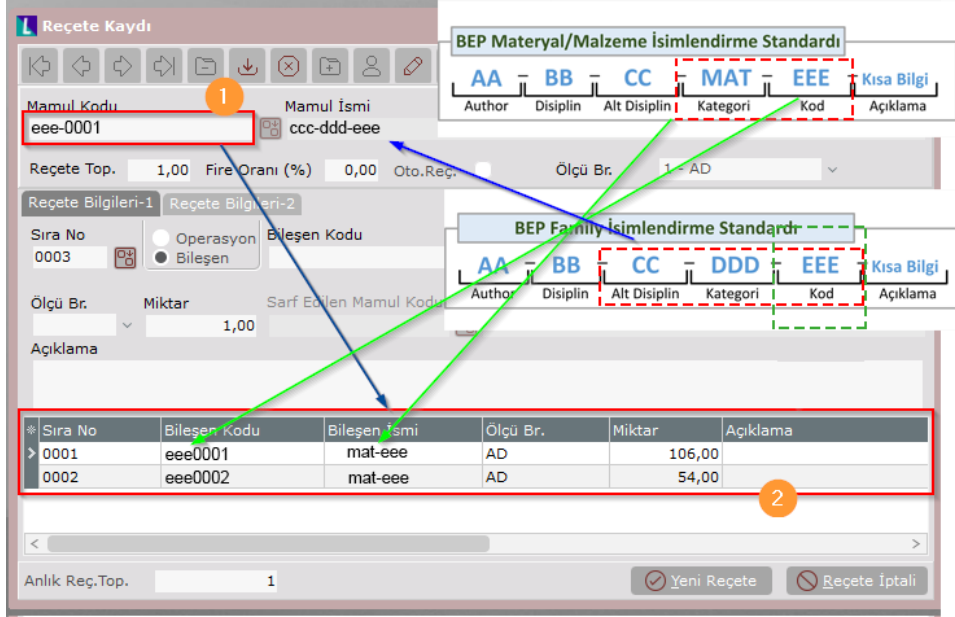 Reçete Kaydı
BEP Materyal/Malzeme İsimlendirme Standardı
AA - BB - CC - MAT - EEE - Kısa Bilgi
Author Disiplin Alt Disiplin Kategori Kod Açıklama
1
Mamul Kodu Mamul İsmi
eee-0001 ccc-ddd-eee
Reçete Top. 1,00 Fire Oranı (%) 0,00 Oto.Reç. Ölçü Br. 1 - AD
Reçete Bilgileri-1 Reçete Bilgileri-2
BEP Family İsimlendirme Standardı
AA - BB - CC - DDD - EEE - Kısa Bilgi
Author Disiplin Alt Disiplin Kategori Kod Açıklama
Sıra No Operasyon Bileşen Kodu
0003 Bileşen
Ölçü Br. Miktar Sarf Edilen Mamul Kodu
1,00
Açıklama
Sıra No Bileşen Kodu Bileşen İsmi Ölçü Br. Miktar Açıklama
0001 eee0001 mat-eee AD 106,00
0002 eee0002 mat-eee AD 54,00
2
Anlık Reç.Top. 1 Yeni Reçete Reçete İptali